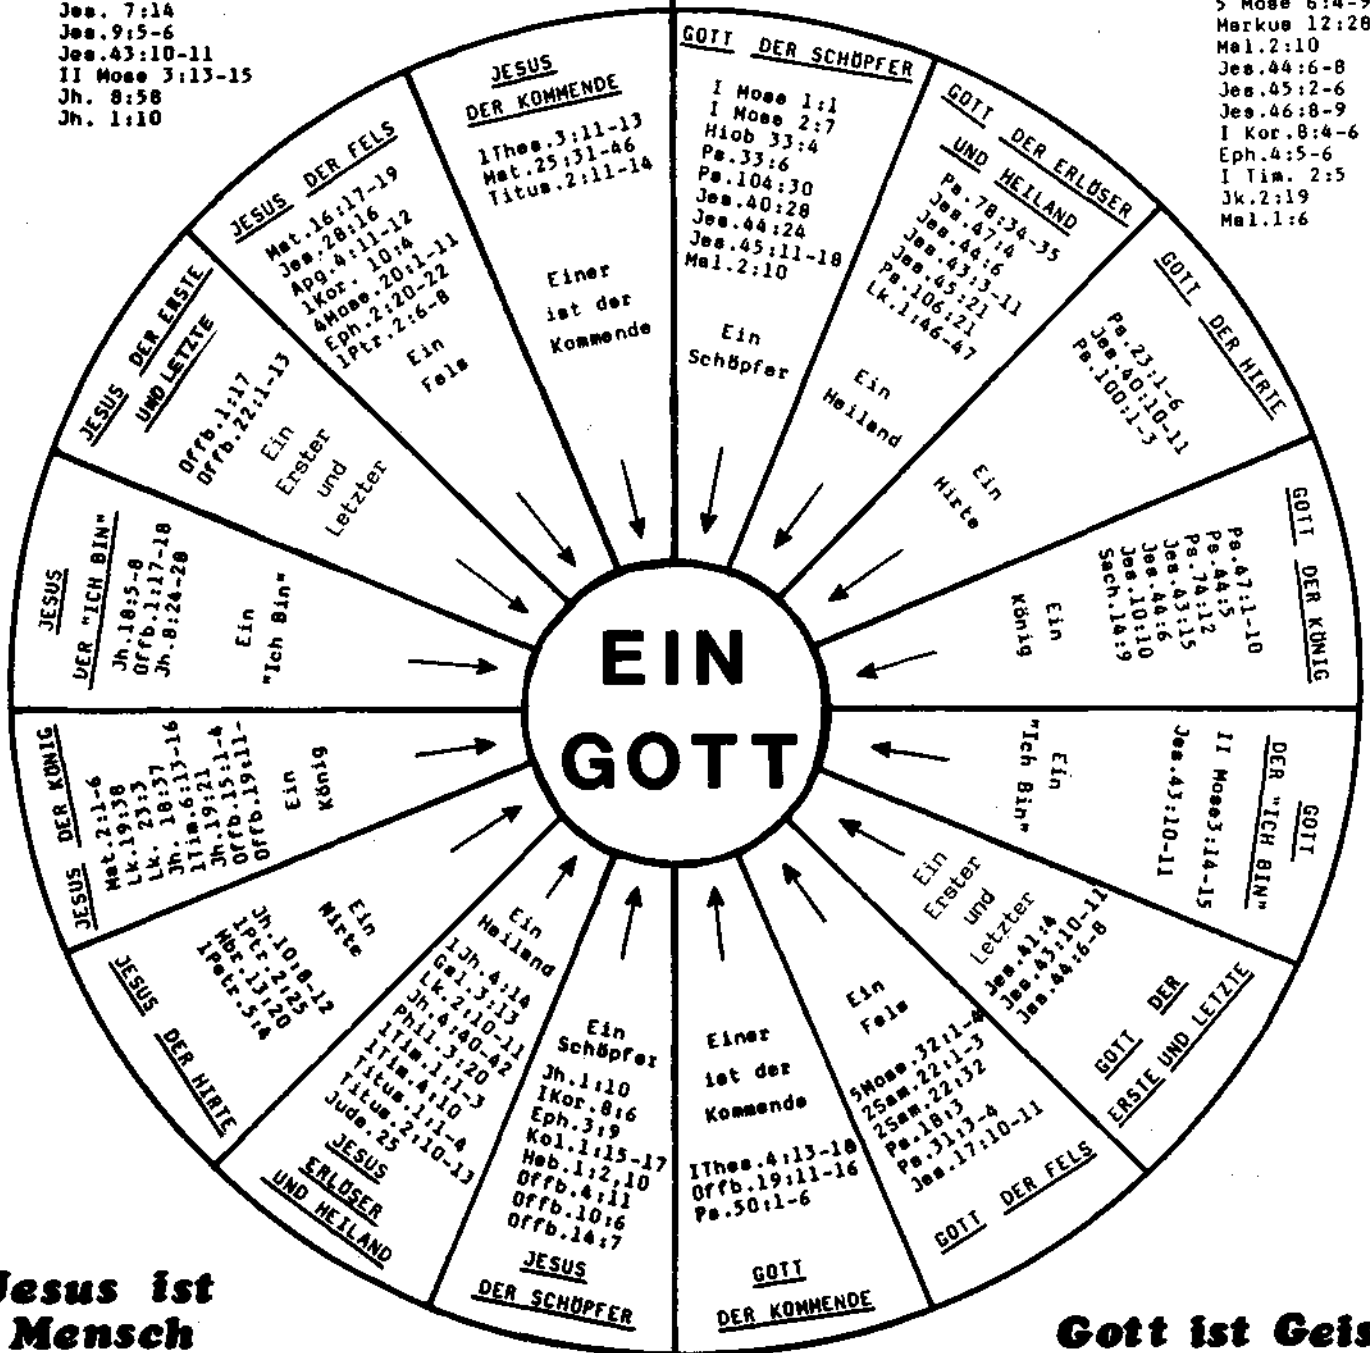 Jes. 7:14
Jes.9:5-6
Jes.43:10-11
II Mose 3:13-15
Jh. 8:58
Jh. 1:10
5 Mose 6:4-9
Markus 12:28
Mal.2:10
Jes.44:6-8
Jes.45:2-6
Jes.46:8-9
I Kor.8:4-6
Eph.4:5-6
I Tim. 2:5
Jk.2:19
Mal.1:6
GOTT DER SCHÖPFER
I Mose 1:1
I Mose 2:7
Hiob 33:4
Ps.33:6
Ps.104:30
Jes.40:28
Jes.44:24
Jes.45:11-18
Mal.2:10
Ein
Schöpfer
GOTT DER ERLÖSER
UND HEILAND
Ps.78:34-35
Jes.47:4
Jes.44:6
Jes.43:3-11
Jes.45:21
Ps.106:21
Lk.1:46-47
Ein
Heiland
GOTT DER HIRTE
Ps.23:1-6
Jes.40:10-11
Ps.100:1-3
Ein
Hirte
GOTT DER KÖNIG
Ps.47:1-10
Ps.44:5
Ps.74:12
Jes.43:15
Jes.44:6
Jes.10:10
Sach.14:9
Ein
König
GOTT
DER "ICH BIN"
II Mose3:14-15
Jes.43:10-11
Ein
"Ich Bin"
Ein
Erster
und
Letzter
Jes.41:4
Jes.43:10-11
Jes.44:6-8
GOTT DER
ERSTE UND LETZTE
Ein
Fels
5Mose.32:1-4
2Sam.22:1-3
2Sam.22:32
Ps.18:3
Ps.31:3-4
Jes.17:10-11
GOTT DER FELS
Einer
ist der
Kommende
IThes.4:13-18
Offb.19:11-16
Ps.50:1-6
GOTT
DER KOMMENDE
Ein
Schöpfer
Jh.1:10
IKor.8:6
Eph.3:9
Kol.1:15-17
Heb.1:2,10
Offb.4:11
Offb.10:6
Offb.14:7
JESUS
DER SCHÖPFER
Ein
Heiland
1Jh.4:14
Gal.3:13
Lk.2:10-11
Jh.4:40-42
Phil.3:20
1Tim.1:1-3
1Tim.4:10
Titus.1:1-4
Titus.2:10-13
Juda.25
JESUS
ERLÖSER
UND HEILAND
Ein
Hirte
Jh.10:8-12
1Ptr.2:25
Hbr.13:20
1Petr.5:4
JESUS DER HIRTE
JESUS DER KÖNIG
Mat.2:1-6
Lk.19:38
Lk. 23:3
Jh. 18:37
1Tim.6:13-16
Jh.19:21
Offb.15:1-4
Offb.19:11-
Ein
König
JESUS
DER "ICH BIN"
Jh.18:5-8
Offb.1:17-18
Jh.8:24-28
Ein
"Ich Bin"
JESUS DER ERSTE
UND LETZTE
Offb.1:17
Offb.22:1-13
Ein
Erster
und
Letzter
JESUS DER FELS
Mat.16:17-19
Jes.28:16
Apg.4:11-12
1Kor. 10:4
4Mose.20:1-11
Eph.2:20-22
1Ptr.2:6-8
Ein
Fels
JESUS
DER KOMMENDE
1Thes.3:11-13
Mat.25:31-46
Titus.2:11-14
Einer
ist der
Kommende
EIN
GOTT
Jesus ist
Mensch
Gott ist Geis